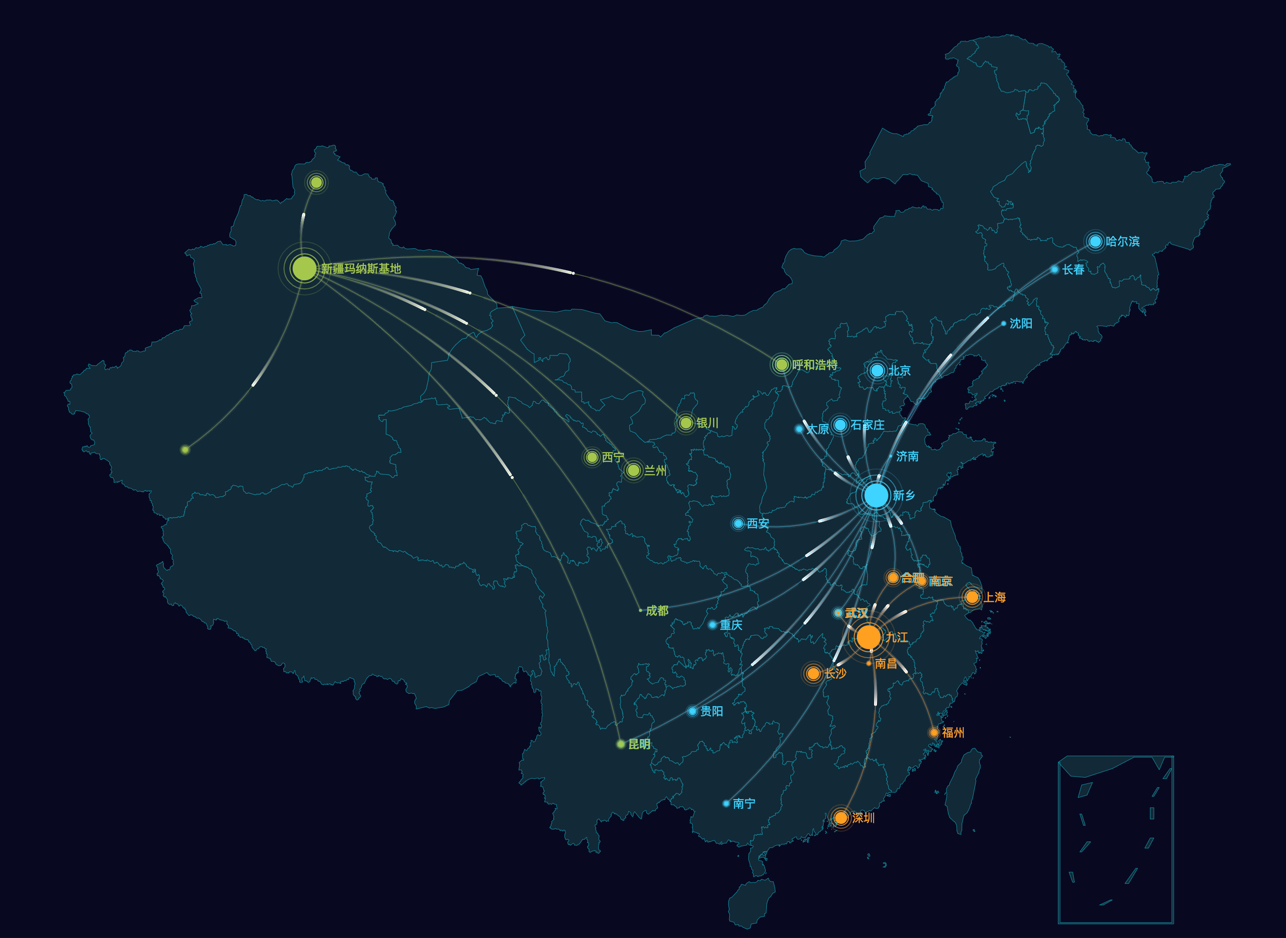 哈尔滨
新疆玛纳斯基地
长春
沈阳
呼和浩特
北京
银川
太原
石家庄
济南
西宁
兰州
新乡
西安
合肥
南京
上海
成都
武汉
重庆
九江
南昌
长沙
贵阳
福州
昆明
南宁
深圳